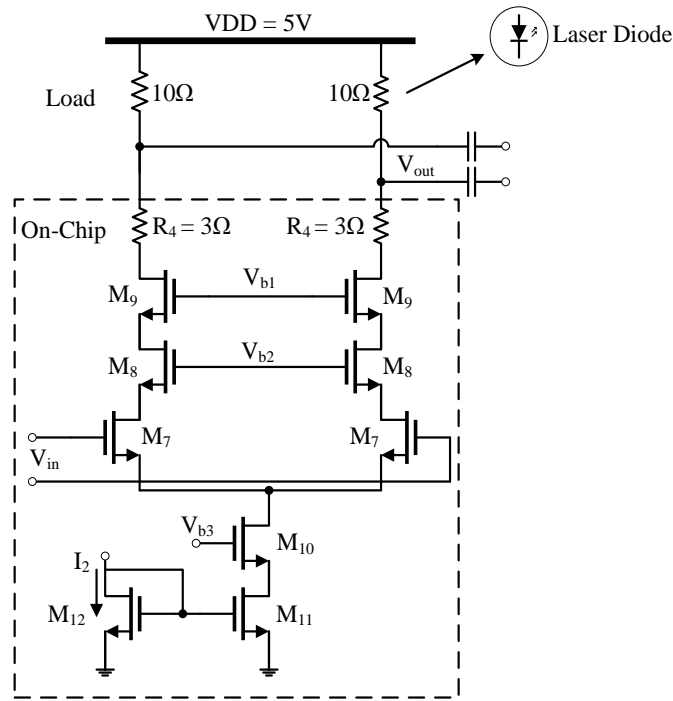 VDD = 5V
Laser Diode
Load
10Ω
10Ω
V_out
On-Chip
R_4 = 3Ω
R_4 = 3Ω
M_9
V_b1
M_9
M_8
V_b2
M_8
M_7
M_7
V_in
V_b3
M_10
I_2
M_12
M_11